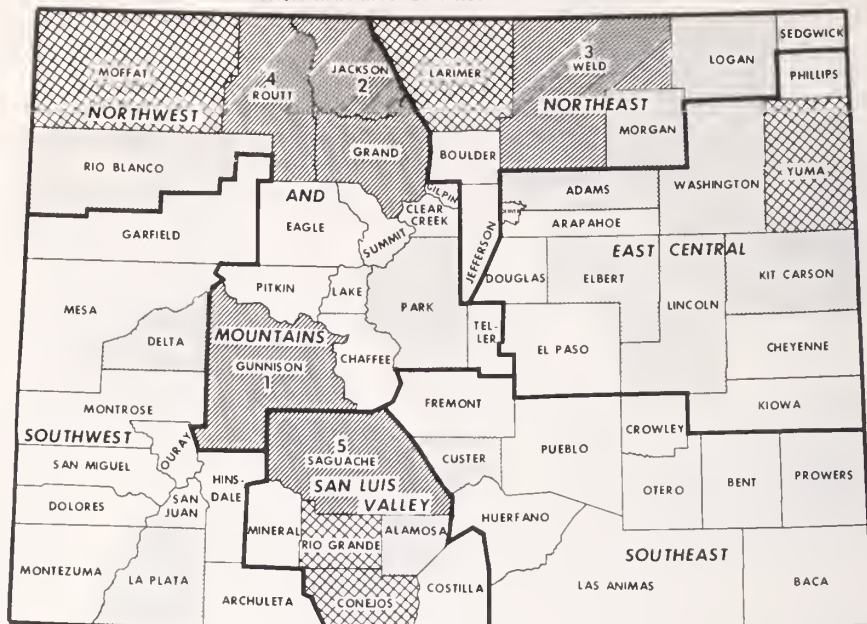 SEDGWICK
LOGAN
3
WELD
JACKSON
2
LARIMER
4
ROUTT
MOFFAT
PHILLIPS
NORTHWEST
NORTHEAST
MORGAN
GRAND
BOULDER
YUMA
RIO BLANCO
WASHINGTON
GILPIN
ADAMS
AND
CLEAR
CREEK
ARAPAHOE
EAGLE
GARFIELD
SUMMIT
JEFFERSON
EAST CENTRAL
PITKIN
LAKE
DOUGLAS
ELBERT
KIT CARSON
MESA
PARK
LINCOLN
DELTA
MOUNTAINS
TEL-
LER
EL PASO
CHEYENNE
GUNNISON
1
CHAFFEE
MONTROSE
FREMONT
KIOWA
CROWLEY
SOUTHWEST
OURAY
5
SAGUACHE
PUEBLO
SAN MIGUEL
CUSTER
HINS-
DALE
SAN LUIS
VALLEY
OTERO
BENT
PROWERS
DOLORES
SAN
JUAN
MINERAL
RIO GRANDE
ALAMOSA
HUERFANO
SOUTHEAST
MONTEZUMA
LA PLATA
ARCHULETA
CONEJOS
COSTILLA
LAS ANIMAS
BACA